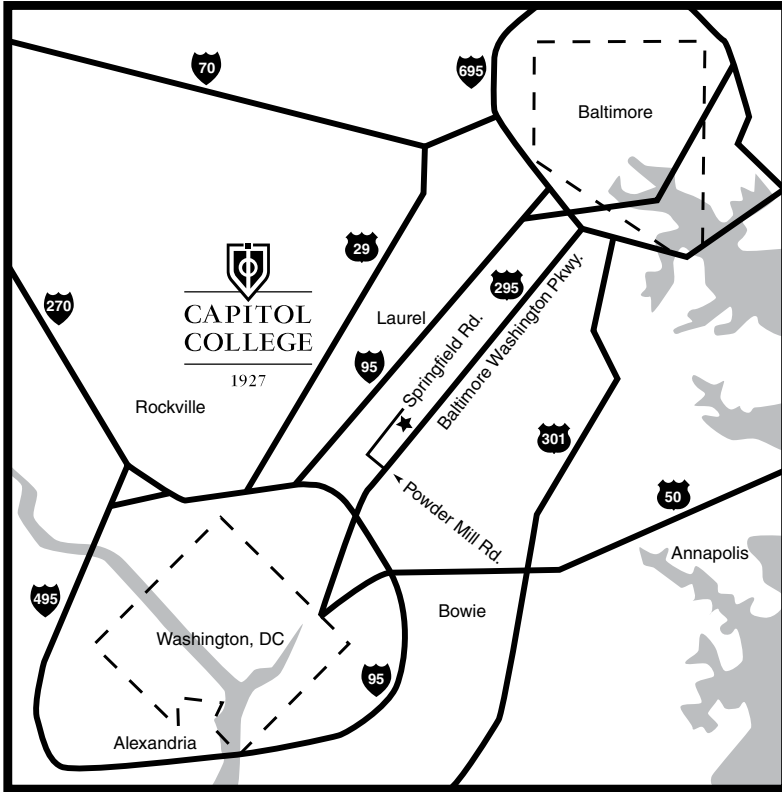 70
695
Baltimore
29
295
270
CAPITOL
COLLEGE
1927
Laurel
95
Springfield Rd.
Baltimore Washington Pkwy.
Rockville
301
50
Powder Mill Rd.
Annapolis
495
Bowie
Washington, DC
95
Alexandria